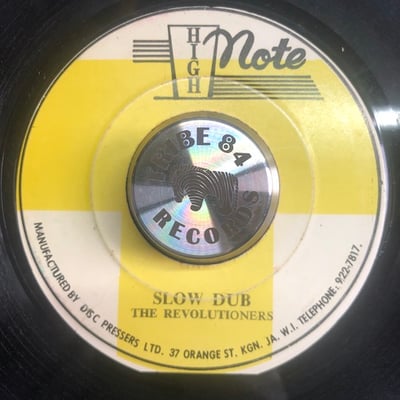 HIGH
Note
TRIBE 84
RECORDS
SLOW DUB
THE REVOLUTIONERS
MANUFACTURED BY DISC PRESSERS LTD. 37 ORANGE ST. KGN. JA. W.I. TELEPHONE: 922-7817.